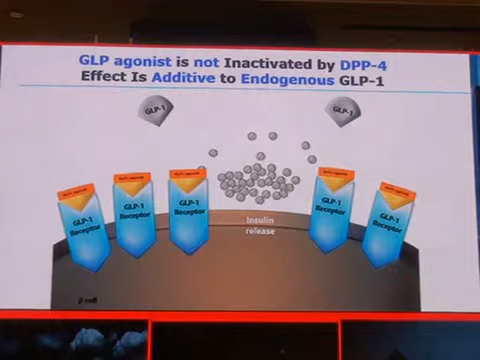 GLP agonist is not Inactivated by DPP-4
Effect Is Additive to Endogenous GLP-1
GLP-1
GLP-1
GLP-1
Receptor
GLP-1
Receptor
GLP-1
Receptor
Insulin
release
GLP-1
Receptor
GLP-1
Receptor
β cell